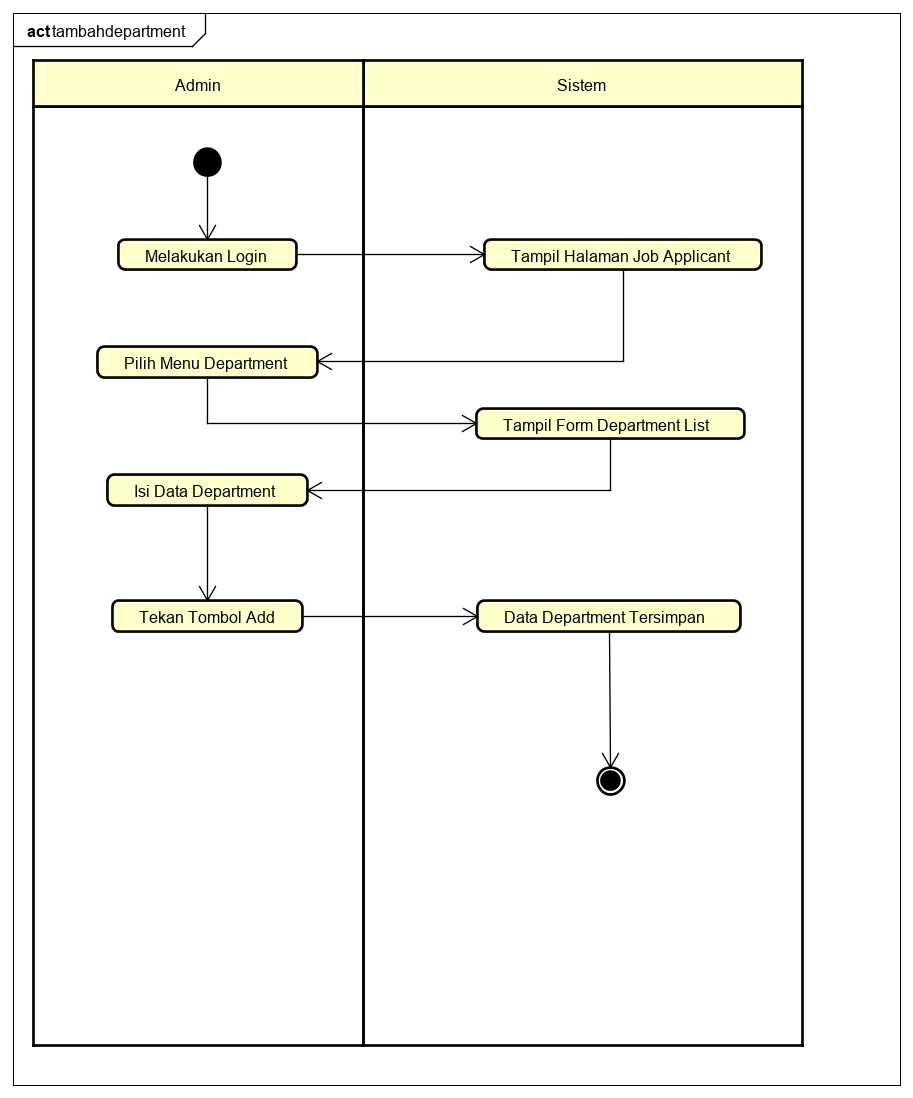 act tambahdepartment
Admin
Sistem
Melakukan Login
Tampil Halaman Job Applicant
Pilih Menu Department
Tampil Form Department List
Isi Data Department
Tekan Tombol Add
Data Department Tersimpan